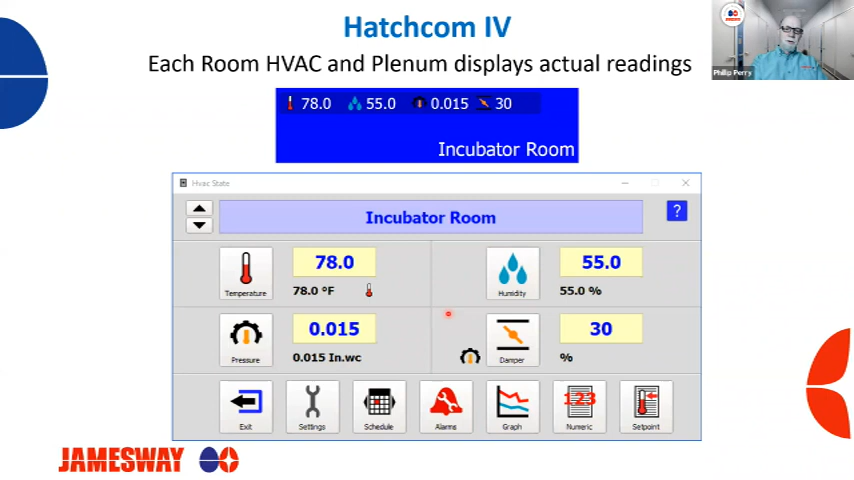 Hatchcom IV
Each Room HVAC and Plenum displays actual readings
Phillip Perry
78.0 55.0 0.015 30
Incubator Room
Hvac State
Incubator Room
?
Temperature 78.0 Humidity 55.0
78.0 °F 55.0 %
Pressure 0.015 Damper 30
0.015 In.wc %
123
Exit Settings Schedule Alarms Graph Numeric Setpoint
JAMESWAY